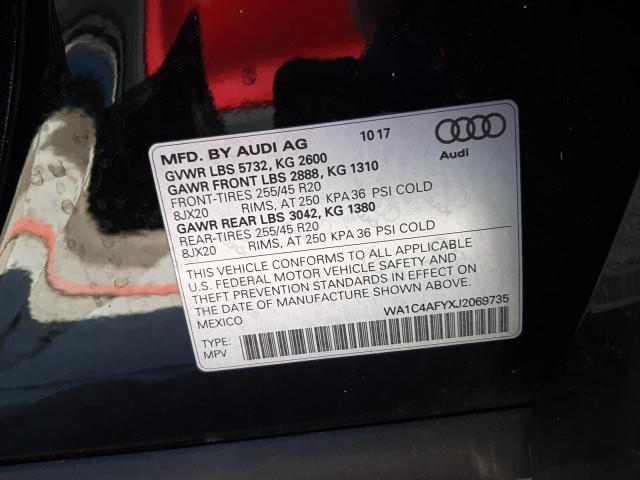 MFD. BY AUDI AG 10 17
GVWR LBS 5732, KG 2600
GAWR FRONT LBS 2888, KG 1310
FRONT-TIRES 255/45 R20
8JX20 RIMS, AT 250 KPA 36 PSI COLD
GAWR REAR LBS 3042, KG 1380
REAR-TIRES 255/45 R20
8JX20 RIMS, AT 250 KPA 36 PSI COLD
Audi
THIS VEHICLE CONFORMS TO ALL APPLICABLE
U.S. FEDERAL MOTOR VEHICLE SAFETY AND
THEFT PREVENTION STANDARDS IN EFFECT ON
THE DATE OF MANUFACTURE SHOWN ABOVE.
MEXICO
WA1C4AFYXJ2069735
TYPE:
MPV